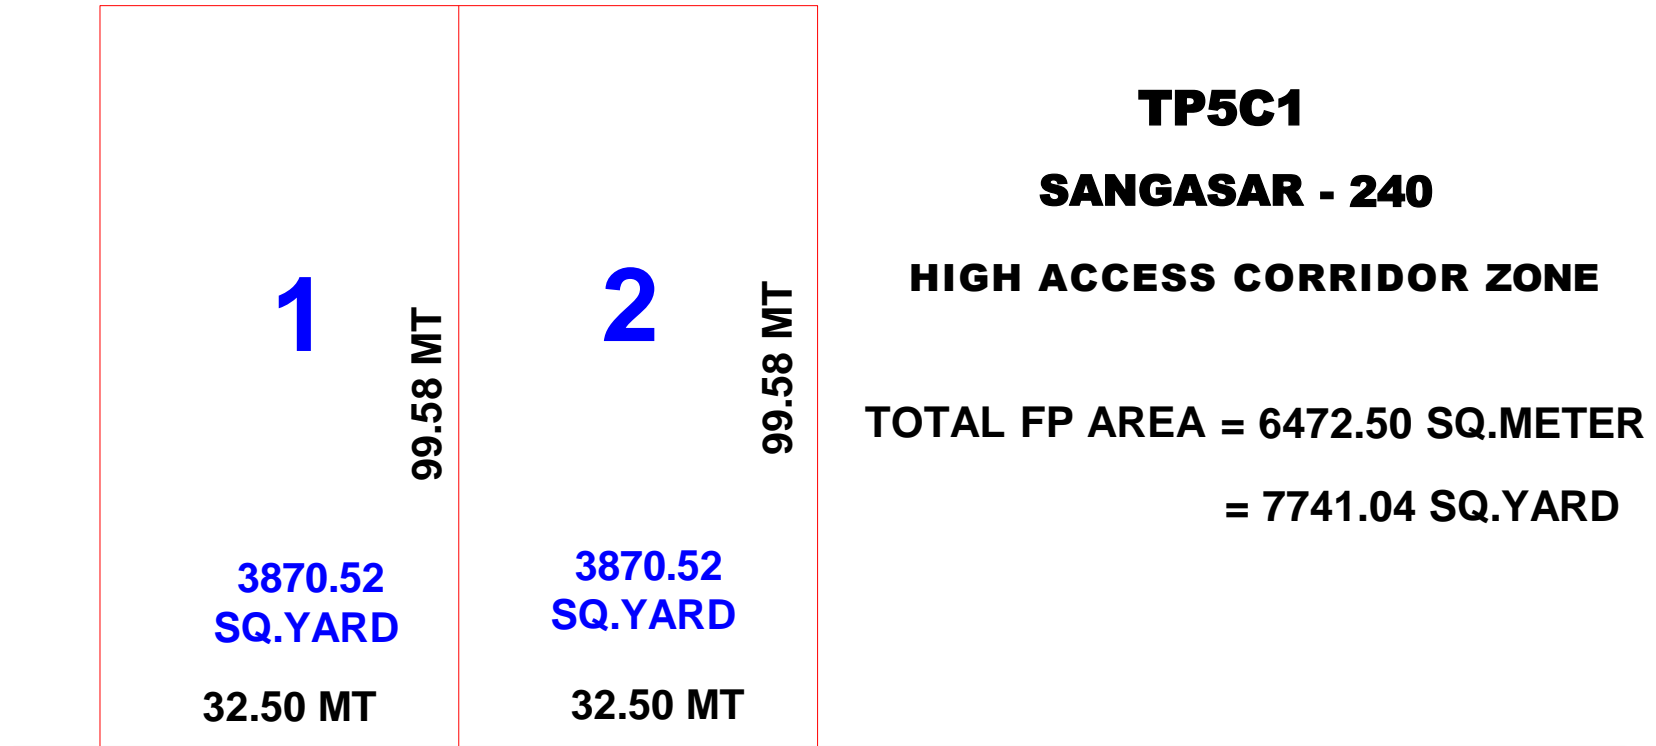 TP5C1
SANGASAR - 240
HIGH ACCESS CORRIDOR ZONE
1
2
99.58 MT
99.58 MT
TOTAL FP AREA = 6472.50 SQ.METER
= 7741.04 SQ.YARD
3870.52
SQ.YARD
3870.52
SQ.YARD
32.50 MT
32.50 MT